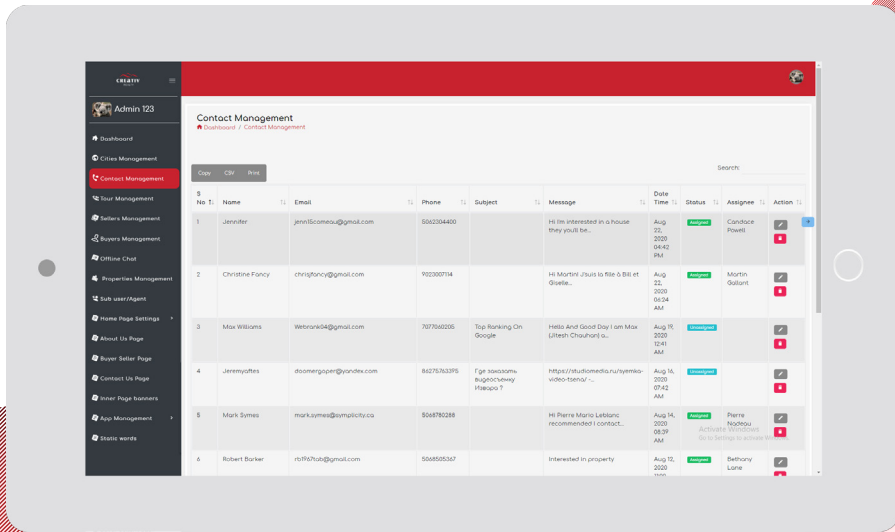 CREATIV
Admin 123
Dashboard
Cities Management
Contact Management
Tour Management
Sellers Management
Buyers Management
Offline Chat
Properties Management
Sub user/Agent
Home Page Settings
About Us Page
Buyer Seller Page
Contact Us Page
Inner Page banners
App Management
Static words
Contact Management
Dashboard / Contact Management
Copy CSV Print
Search:
S No Name Email Phone Subject Message Date Time Status Assignee Action
1 Jennifer jenn15comeau@gmail.com 5062304400 Hi I'm interested in a house they you'll be... Aug 22, 2020 04:42 PM Assigned Candace Powell
2 Christine Fancy chrisjfancy@gmail.com 9023007114 Hi Martin! J'suis la fille à Bill et Giselle... Aug 22, 2020 06:24 AM Assigned Martin Gallant
3 Max Williams Webrank04@gmail.com 7077860205 Top Ranking On Google Hello And Good Day I am Max (Jitesh Chauhan) a... Aug 19, 2020 12:41 AM Unassigned
4 Jeremyaftes doomergoper@yandex.com 86275763395 Где заказать видеосъемку Извара ? https://studiomedia.ru/syemka-video-tsena/ -... Aug 16, 2020 07:42 AM Unassigned
5 Mark Symes mark.symes@symplicity.ca 5068780288 Hi Pierre Mario Leblanc recommended I contact... Aug 14, 2020 08:39 AM Assigned Pierre Nadeau
Activate Windows
Go to Settings to activate Windows.
6 Robert Barker rb1967tab@gmail.com 5068505367 Interested in property Aug 12, 2020 Assigned Bethany Lane